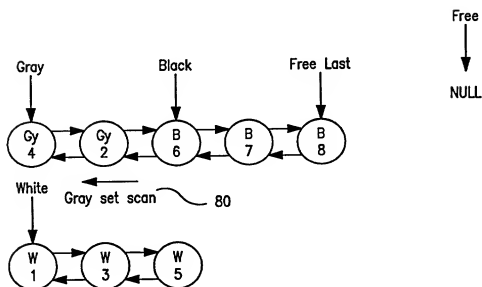 Free
NULL
Gray
Black
Free Last
Gy
4
Gy
2
B
6
B
7
B
8
Gray set scan
80
White
W
1
W
3
W
5